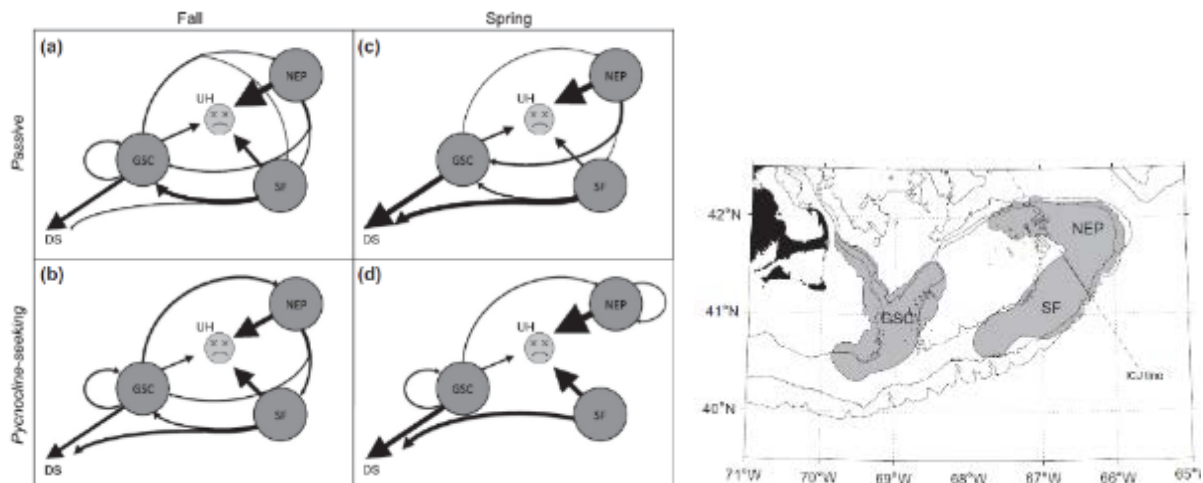 Fall
Spring
Passive
(a)
NEP
UH
GSC
SF
DS
(c)
NEP
UH
GSC
SF
DS
Pycnocline-seeking
(b)
NEP
UH
GSC
SF
DS
(d)
NEP
UH
GSC
SF
DS
42°N
41°N
40°N
NEP
SF
GSC
ICJ line
71°W 70°W 69°W 68°W 67°W 66°W 65°W